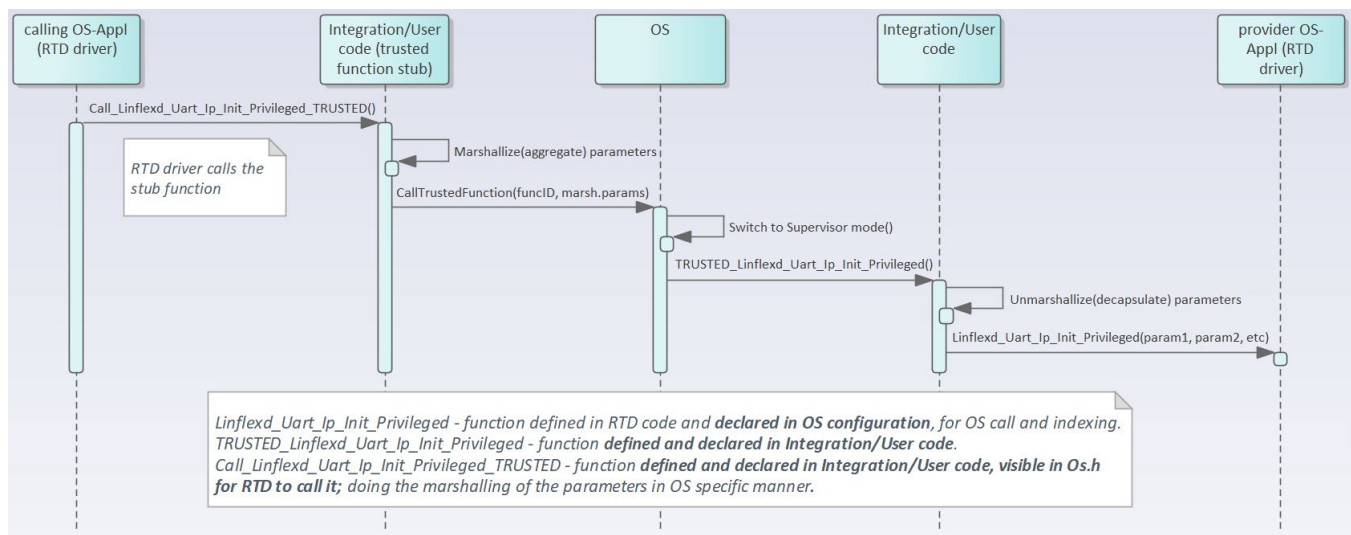 calling OS-Appl
(RTD driver)
Integration/User
code (trusted
function stub)
OS
Integration/User
code
provider OS-
Appl (RTD
driver)
Call_Linflexd_Uart_Ip_Init_Privileged_TRUSTED()
RTD driver calls the
stub function
Marshallize(aggregate) parameters
CallTrustedFunction(funcID, marsh.params)
Switch to Supervisor mode()
TRUSTED_Linflexd_Uart_Ip_Init_Privileged()
Unmarshallize(decapsulate) parameters
Linflexd_Uart_Ip_Init_Privileged(param1, param2, etc)
Linflexd_Uart_Ip_Init_Privileged - function defined in RTD code and declared in OS configuration, for OS call and indexing.
TRUSTED_Linflexd_Uart_Ip_Init_Privileged - function defined and declared in Integration/User code.
Call_Linflexd_Uart_Ip_Init_Privileged_TRUSTED - function defined and declared in Integration/User code, visible in Os.h
for RTD to call it; doing the marshalling of the parameters in OS specific manner.